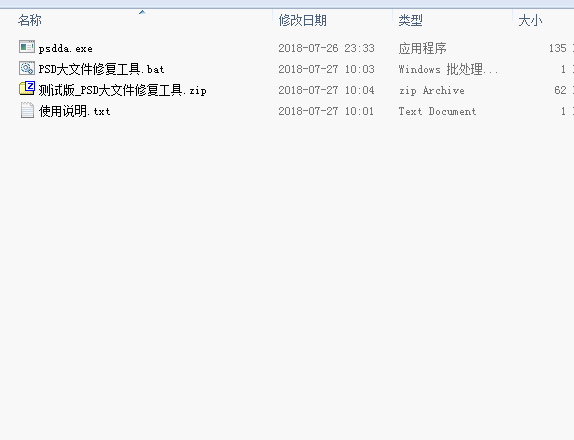 名称 修改日期 类型 大小
psdda.exe 2018-07-26 23:33 应用程序 135
PSD大文件修复工具.bat 2018-07-27 10:03 Windows 批处理... 1
测试版_PSD大文件修复工具.zip 2018-07-27 10:04 zip Archive 62
使用说明.txt 2018-07-27 10:01 Text Document 1